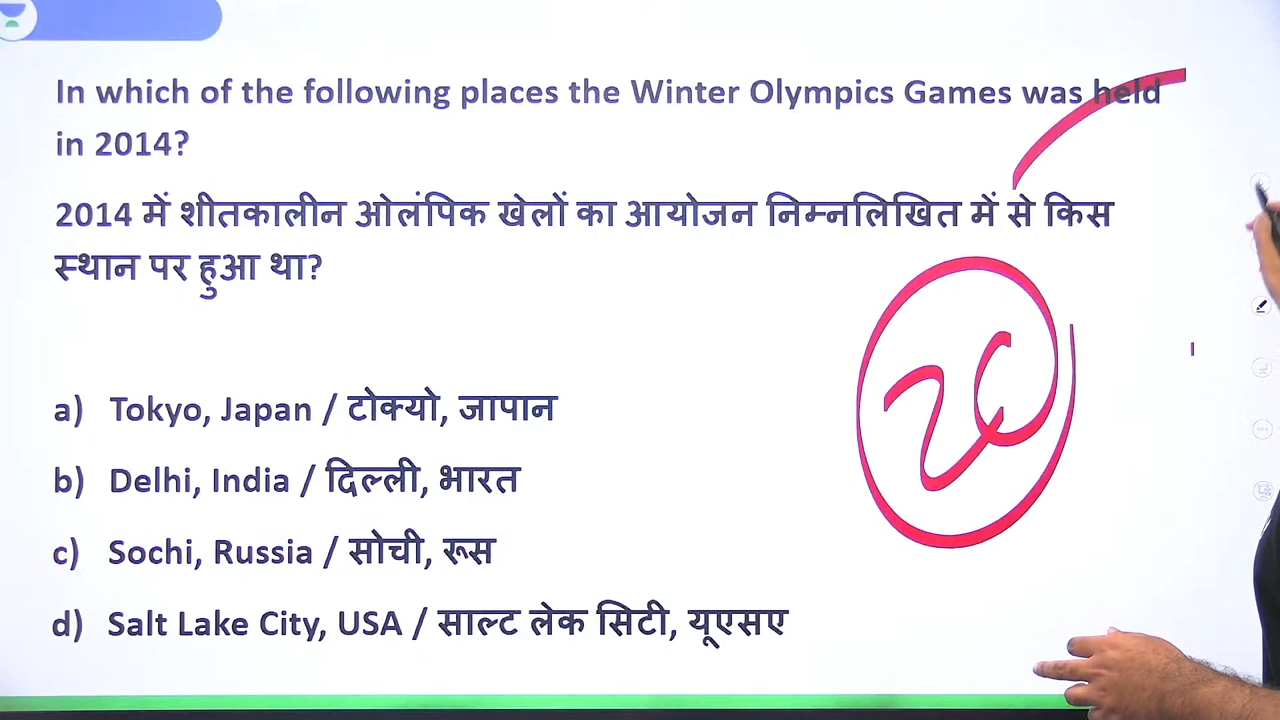 In which of the following places the Winter Olympics Games was held
in 2014?
2014 में शीतकालीन ओलंपिक खेलों का आयोजन निम्नलिखित में से किस
स्थान पर हुआ था?
a) Tokyo, Japan / टोक्यो, जापान
b) Delhi, India / दिल्ली, भारत
c) Sochi, Russia / सोची, रूस
d) Salt Lake City, USA / साल्ट लेक सिटी, यूएसए